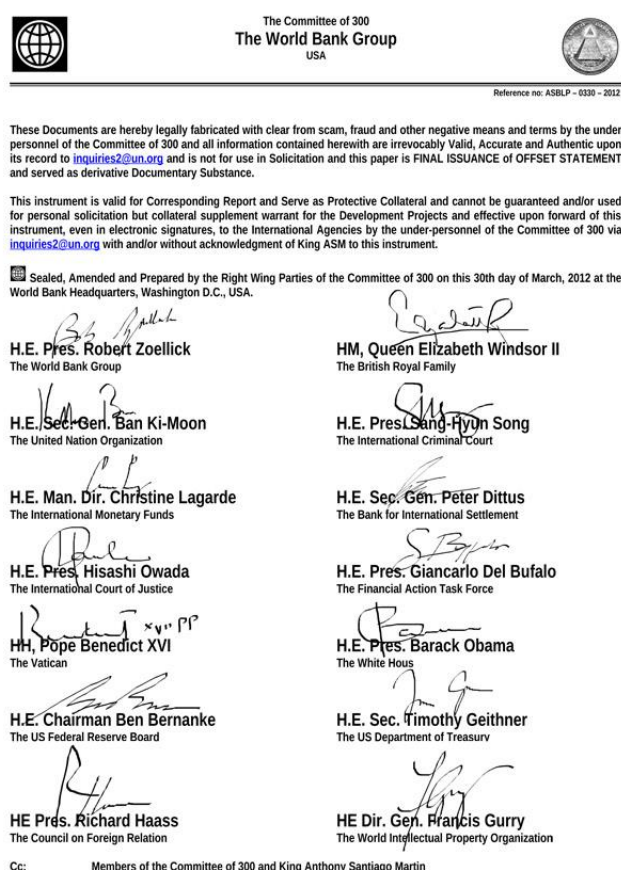 The Committee of 300
The World Bank Group
USA
Reference no: ASBLP – 0330 – 2012
These Documents are hereby legally fabricated with clear from scam, fraud and other negative means and terms by the under
personnel of the Committee of 300 and all information contained herewith are irrevocably Valid, Accurate and Authentic upon
its record to inquiries2@un.org and is not for use in Solicitation and this paper is FINAL ISSUANCE of OFFSET STATEMENT
and served as derivative Documentary Substance.
This instrument is valid for Corresponding Report and Serve as Protective Collateral and cannot be guaranteed and/or used
for personal solicitation but collateral supplement warrant for the Development Projects and effective upon forward of this
instrument, even in electronic signatures, to the International Agencies by the under-personnel of the Committee of 300 via
inquiries2@un.org with and/or without acknowledgment of King ASM to this instrument.
Sealed, Amended and Prepared by the Right Wing Parties of the Committee of 300 on this 30th day of March, 2012 at the
World Bank Headquarters, Washington D.C., USA.
H.E. Pres. Robert Zoellick
The World Bank Group
HM, Queen Elizabeth Windsor II
The British Royal Family
H.E. Sec. Gen. Ban Ki-Moon
The United Nation Organization
H.E. Pres. Sang-Hyun Song
The International Criminal Court
H.E. Man. Dir. Christine Lagarde
The International Monetary Funds
H.E. Sec. Gen. Peter Dittus
The Bank for International Settlement
H.E. Pres. Hisashi Owada
The International Court of Justice
H.E. Pres. Giancarlo Del Bufalo
The Financial Action Task Force
HH, Pope Benedict XVI
The Vatican
H.E. Pres. Barack Obama
The White Hous
H.E. Chairman Ben Bernanke
The US Federal Reserve Board
H.E. Sec. Timothy Geithner
The US Department of Treasury
HE Pres. Richard Haass
The Council on Foreign Relation
HE Dir. Gen. Francis Gurry
The World Intellectual Property Organization
Cc: Members of the Committee of 300 and King Anthony Santiago Martin